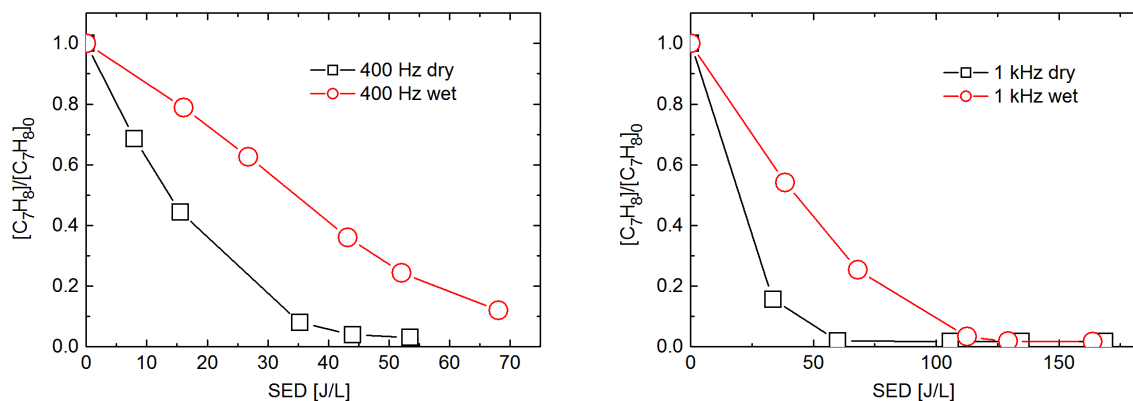 1.0
0.8
0.6
0.4
0.2
0.0
[C7H8]/[C7H8]0
400 Hz dry
400 Hz wet
0 10 20 30 40 50 60 70
SED [J/L]
1.0
0.8
0.6
0.4
0.2
0.0
[C7H8]/[C7H8]0
1 kHz dry
1 kHz wet
0 50 100 150
SED [J/L]